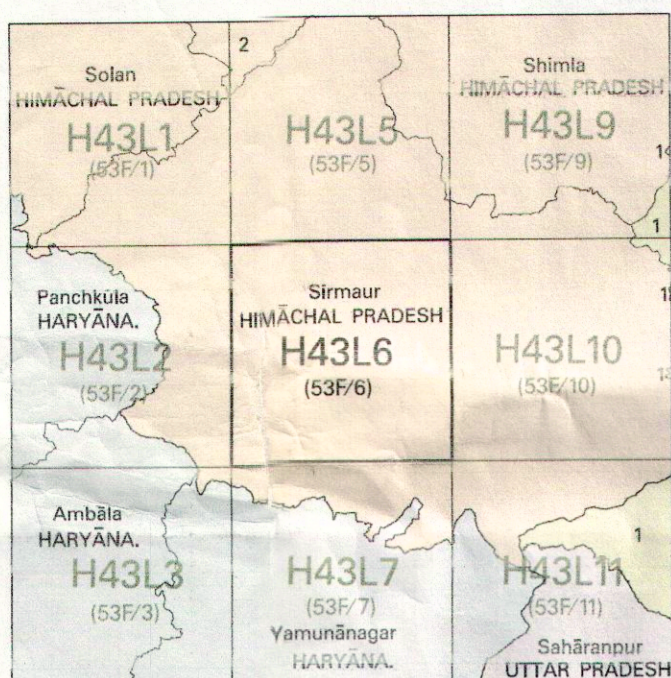 Solan
HIMĀCHAL PRADESH
H43L1
(53F/1)
2
H43L5
(53F/5)
Shimla
HIMĀCHAL PRADESH
H43L9
(53F/9)
14
1
Panchkūla
HARYĀNA.
H43L2
(53F/2)
Sirmaur
HIMĀCHAL PRADESH
H43L6
(53F/6)
H43L10
(53F/10)
Ambāla
HARYĀNA.
H43L3
(53F/3)
H43L7
(53F/7)
Yamunānagar
HARYĀNA.
1
H43L11
(53F/11)
Sahāranpur
UTTAR PRADESH